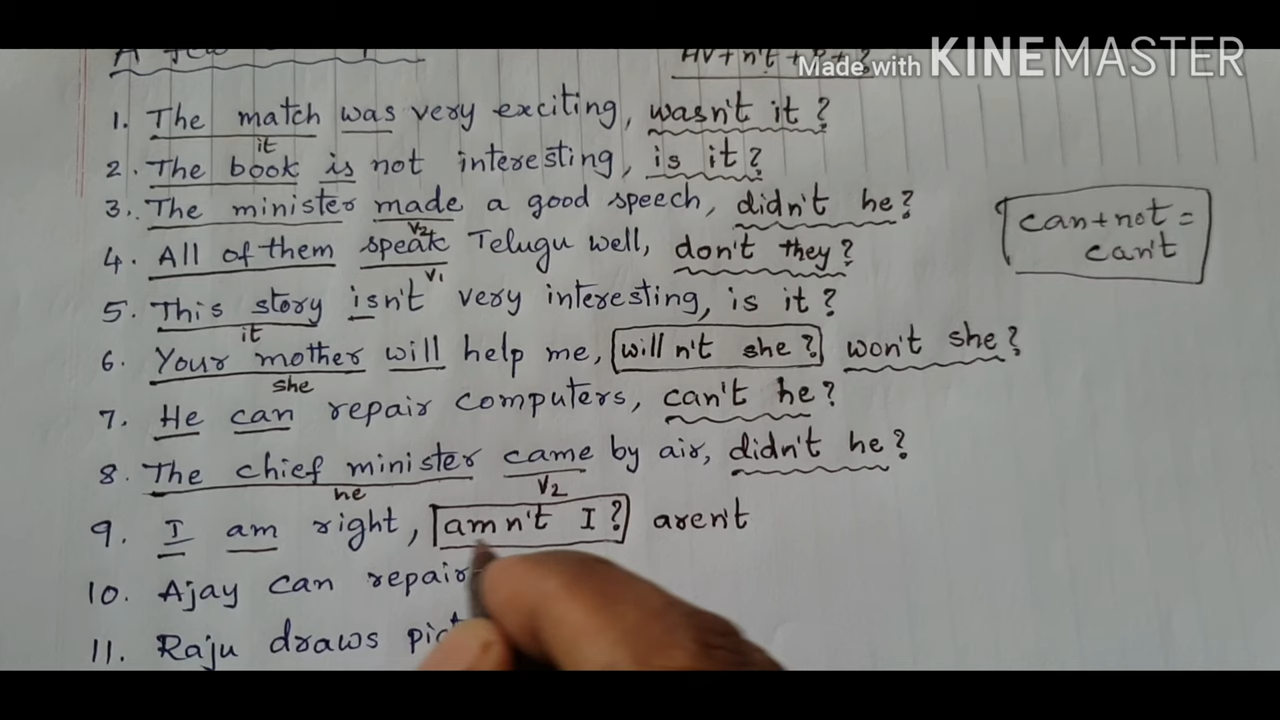 A few
HV + n't + + ?
Made with KINEMASTER
1. The match was very exciting, wasn't it?
it
2. The book is not interesting, is it?
3. The minister made a good speech, didn't he?
V2
4. All of them speak Telugu well, don't they?
V1
can + not =
can't
5. This story isn't very interesting, is it?
it
6. Your mother will help me, will n't she? won't she?
she
7. He can repair computers, can't he?
8. The chief minister came by air, didn't he?
he V2
9. I am right, amn't I? aren't
10. Ajay can repair
11. Raju draws